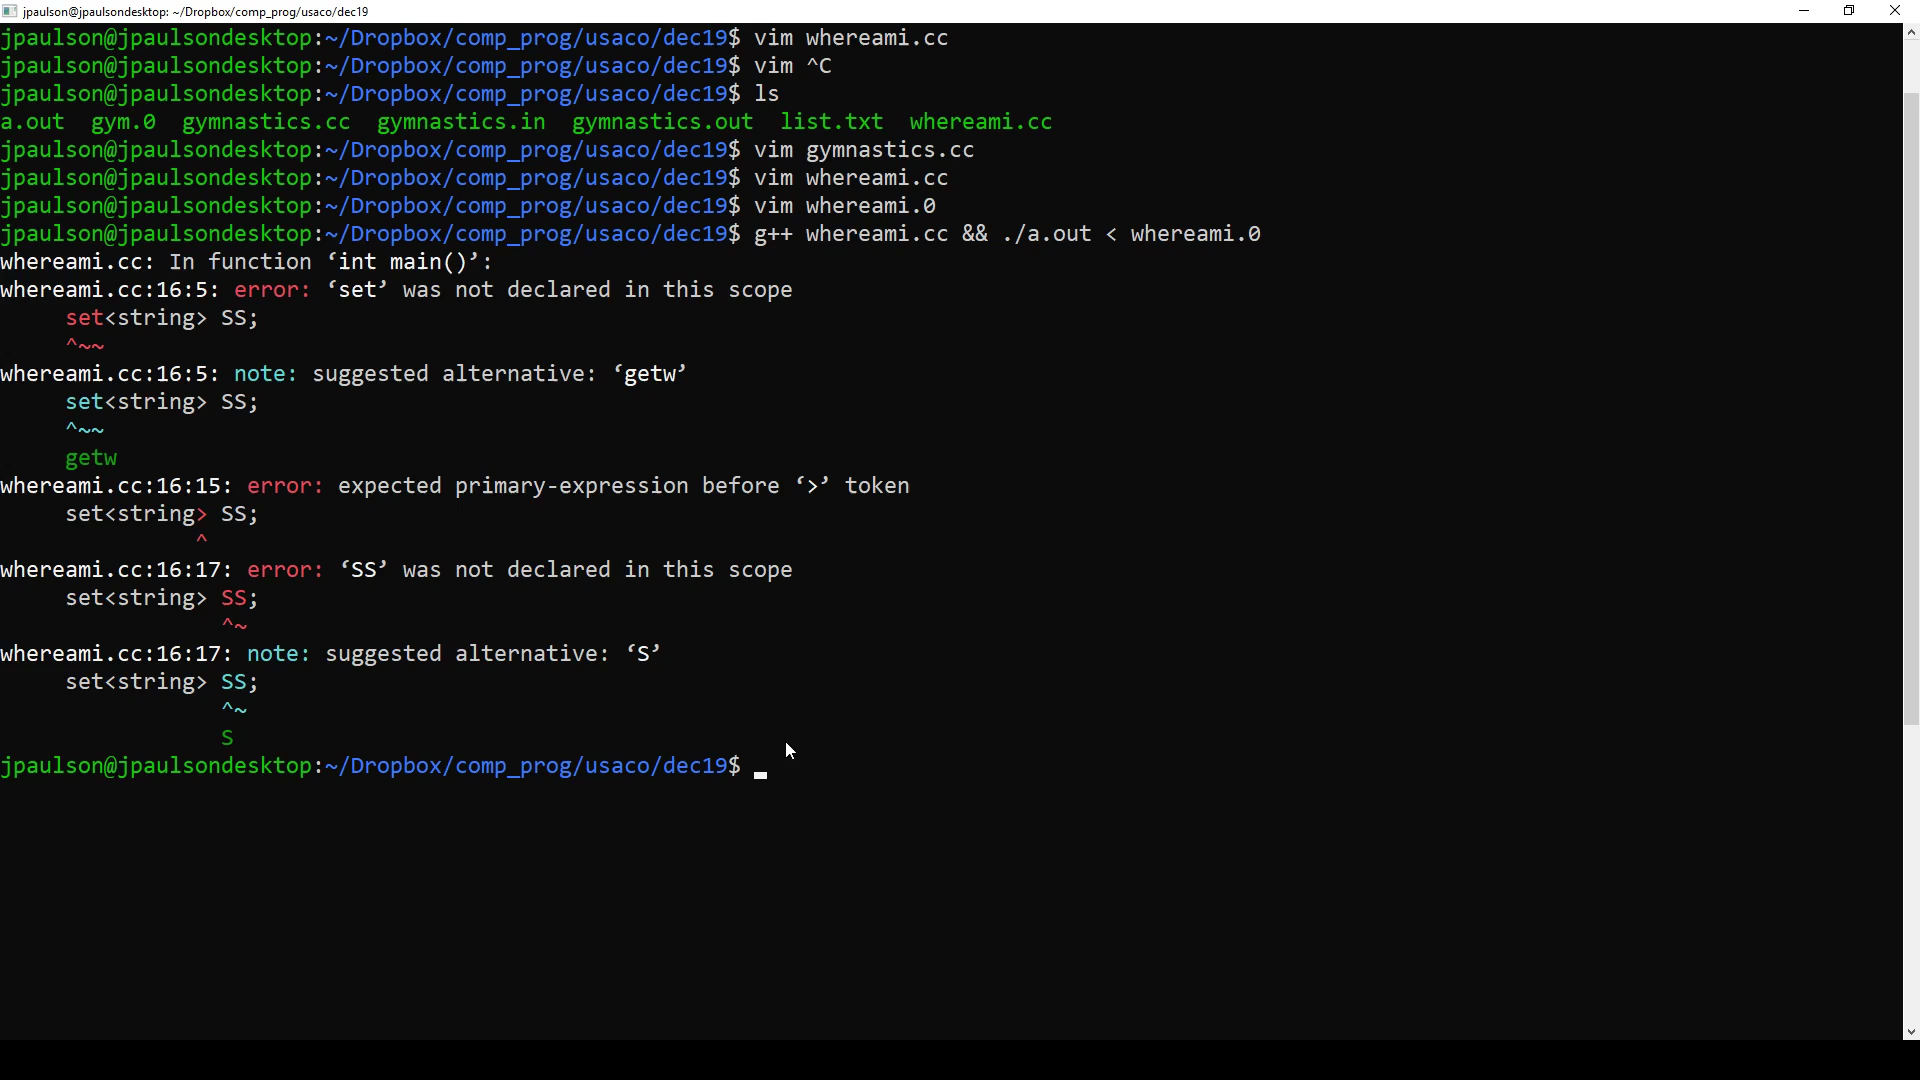 jpaulson@jpaulsondesktop: ~/Dropbox/comp_prog/usaco/dec19
jpaulson@jpaulsondesktop:~/Dropbox/comp_prog/usaco/dec19$ vim whereami.cc
jpaulson@jpaulsondesktop:~/Dropbox/comp_prog/usaco/dec19$ vim ^C
jpaulson@jpaulsondesktop:~/Dropbox/comp_prog/usaco/dec19$ ls
a.out  gym.0  gymnastics.cc  gymnastics.in  gymnastics.out  list.txt  whereami.cc
jpaulson@jpaulsondesktop:~/Dropbox/comp_prog/usaco/dec19$ vim gymnastics.cc
jpaulson@jpaulsondesktop:~/Dropbox/comp_prog/usaco/dec19$ vim whereami.cc
jpaulson@jpaulsondesktop:~/Dropbox/comp_prog/usaco/dec19$ vim whereami.0
jpaulson@jpaulsondesktop:~/Dropbox/comp_prog/usaco/dec19$ g++ whereami.cc && ./a.out < whereami.0
whereami.cc: In function ‘int main()’:
whereami.cc:16:5: error: ‘set’ was not declared in this scope
     set<string> SS;
     ^~~
whereami.cc:16:5: note: suggested alternative: ‘getw’
     set<string> SS;
     ^~~
     getw
whereami.cc:16:15: error: expected primary-expression before ‘>’ token
     set<string> SS;
               ^
whereami.cc:16:17: error: ‘SS’ was not declared in this scope
     set<string> SS;
                 ^~
whereami.cc:16:17: note: suggested alternative: ‘S’
     set<string> SS;
                 ^~
                 S
jpaulson@jpaulsondesktop:~/Dropbox/comp_prog/usaco/dec19$